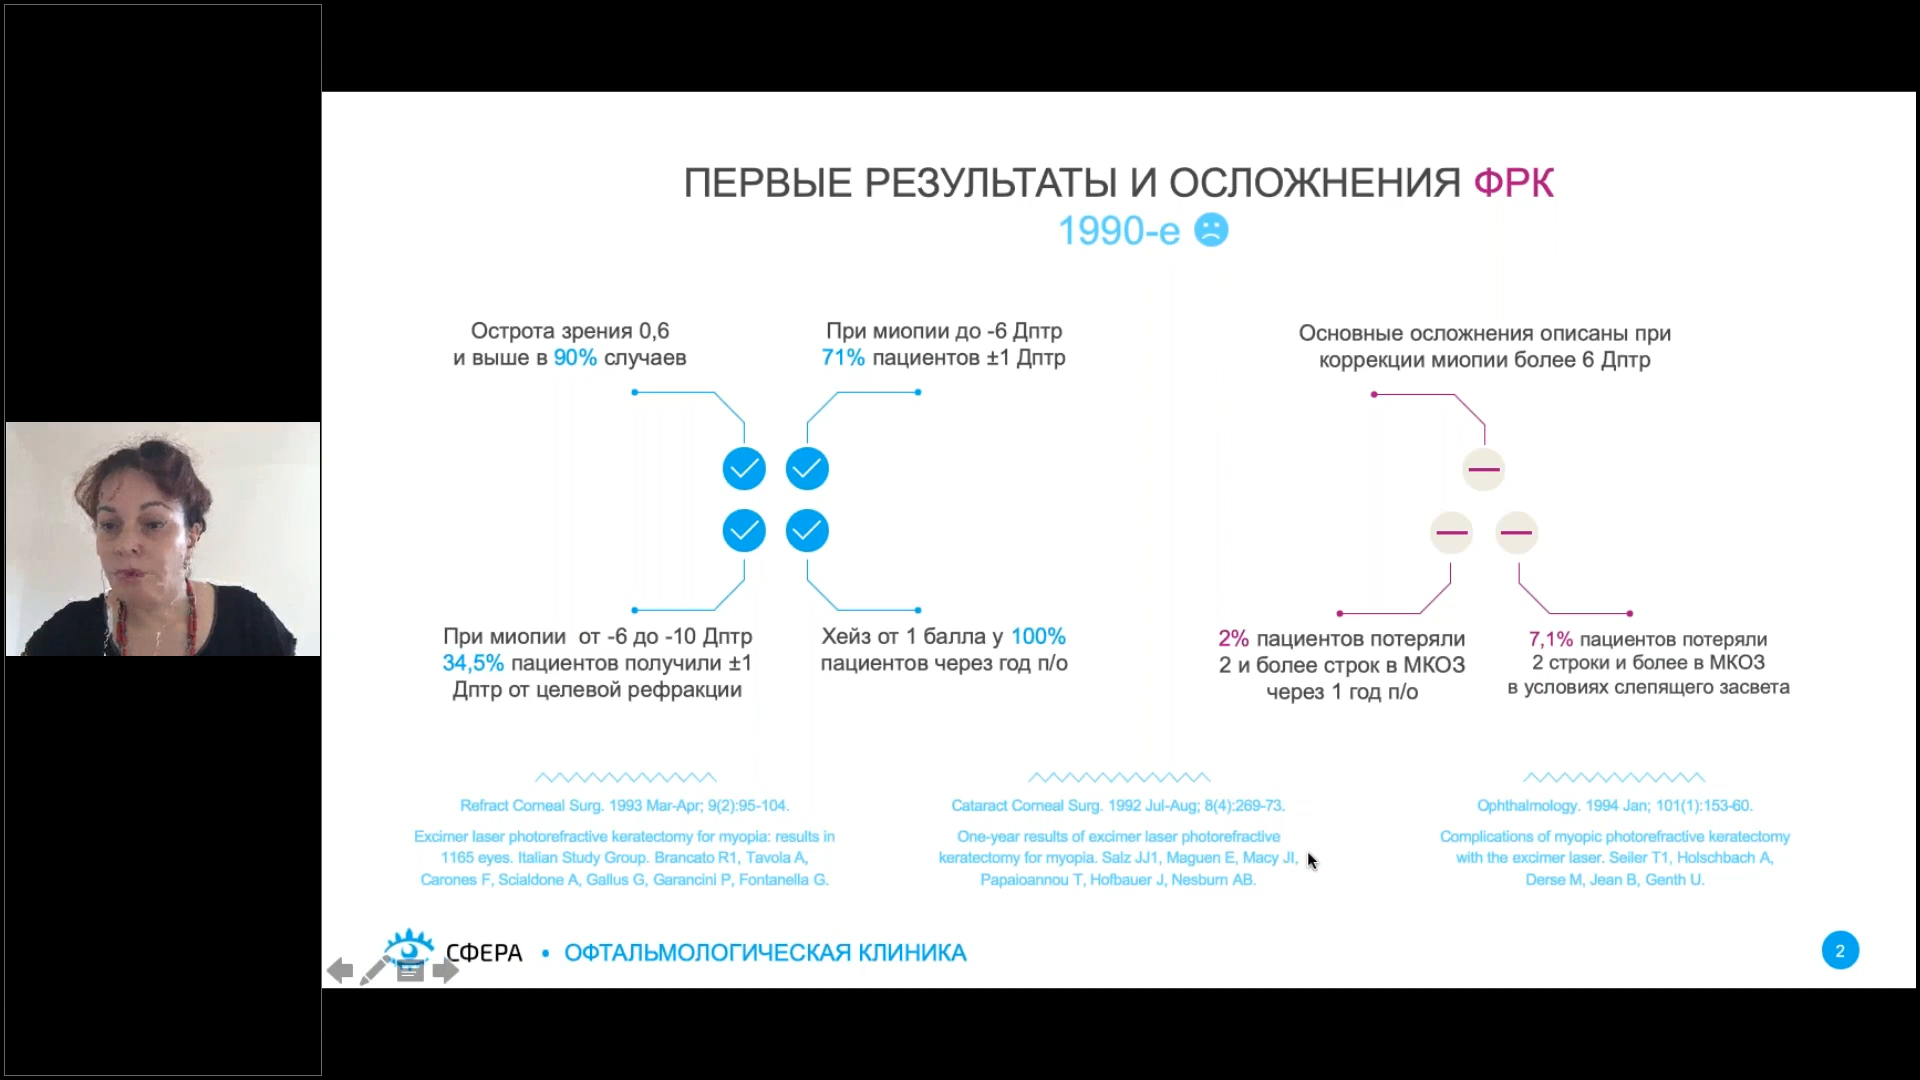 ПЕРВЫЕ РЕЗУЛЬТАТЫ И ОСЛОЖНЕНИЯ ФРК
1990-е
Острота зрения 0,6
и выше в 90% случаев
При миопии до -6 Дптр
71% пациентов ±1 Дптр
Основные осложнения описаны при
коррекции миопии более 6 Дптр
При миопии от -6 до -10 Дптр
34,5% пациентов получили ±1
Дптр от целевой рефракции
Хейз от 1 балла у 100%
пациентов через год п/о
2% пациентов потеряли
2 и более строк в МКОЗ
через 1 год п/о
7,1% пациентов потеряли
2 строки и более в МКОЗ
в условиях слепящего засвета
Refract Corneal Surg. 1993 Mar-Apr; 9(2):95-104.
Excimer laser photorefractive keratectomy for myopia: results in
1165 eyes. Italian Study Group. Brancato R1, Tavola A,
Carones F, Scialdone A, Gallus G, Garancini P, Fontanella G.
Cataract Corneal Surg. 1992 Jul-Aug; 8(4):269-73.
One-year results of excimer laser photorefractive
keratectomy for myopia. Salz JJ1, Maguen E, Macy JI,
Papaioannou T, Hofbauer J, Nesburn AB.
Ophthalmology. 1994 Jan; 101(1):153-60.
Complications of myopic photorefractive keratectomy
with the excimer laser. Seiler T1, Holschbach A,
Derse M, Jean B, Genth U.
СФЕРА • ОФТАЛЬМОЛОГИЧЕСКАЯ КЛИНИКА
2